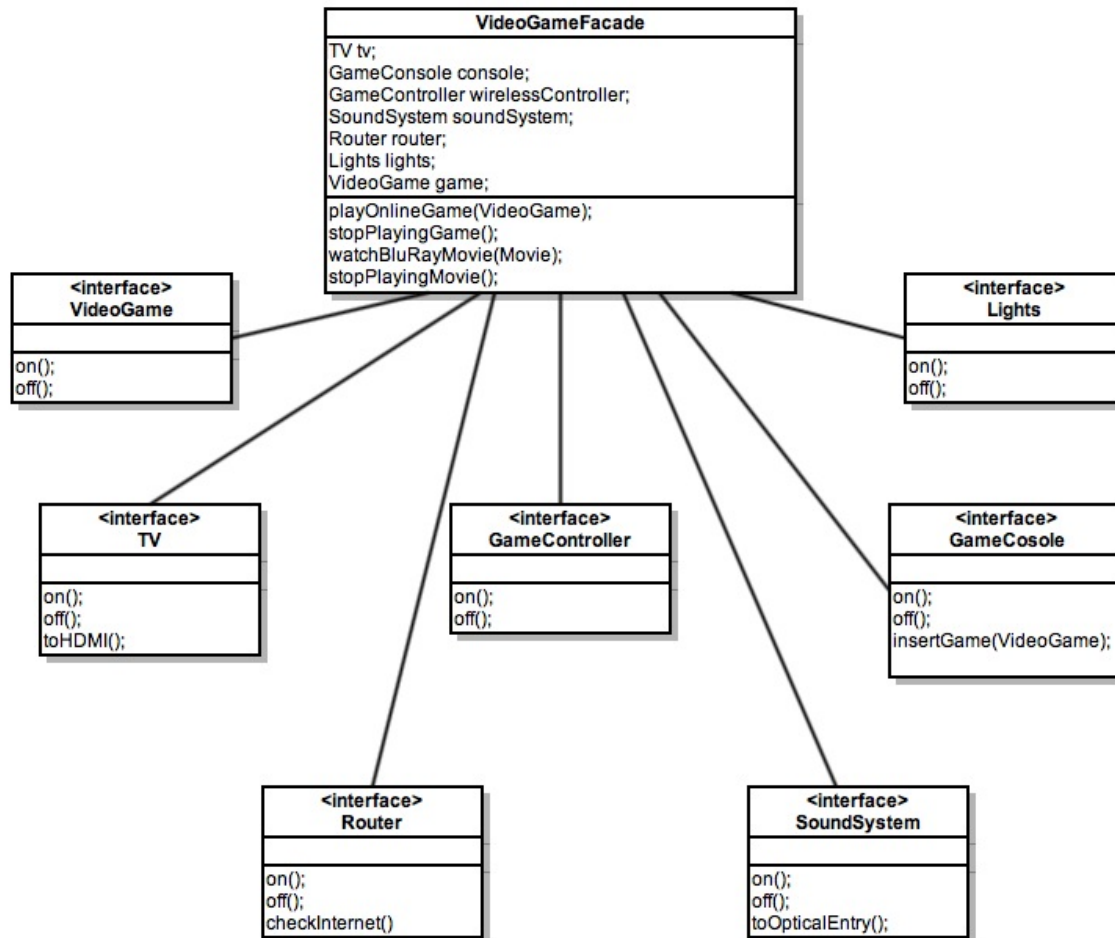 VideoGameFacade
TV tv;
GameConsole console;
GameController wirelessController;
SoundSystem soundSystem;
Router router;
Lights lights;
VideoGame game;
playOnlineGame(VideoGame);
stopPlayingGame();
watchBluRayMovie(Movie);
stopPlayingMovie();
<interface>
VideoGame
on();
off();
<interface>
Lights
on();
off();
<interface>
TV
on();
off();
toHDMI();
<interface>
GameController
on();
off();
<interface>
GameCosole
on();
off();
insertGame(VideoGame);
<interface>
Router
on();
off();
checkInternet()
<interface>
SoundSystem
on();
off();
toOpticalEntry();